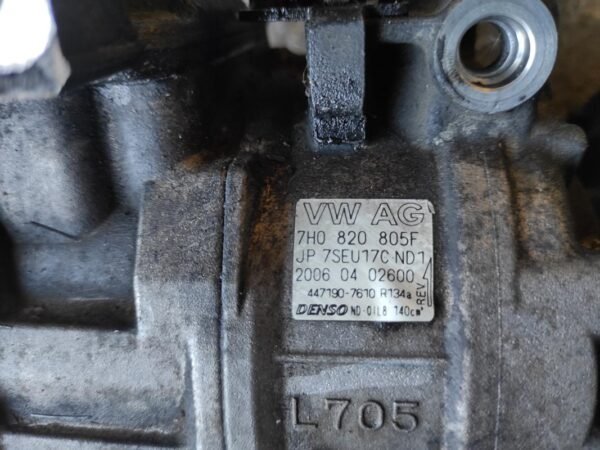 VW AG
7H0 820 805F
JP 7SEU17C ND1
2006 04 02600
447190-7610 R134a
DENSO ND-OIL8 140cm³
REV
L705